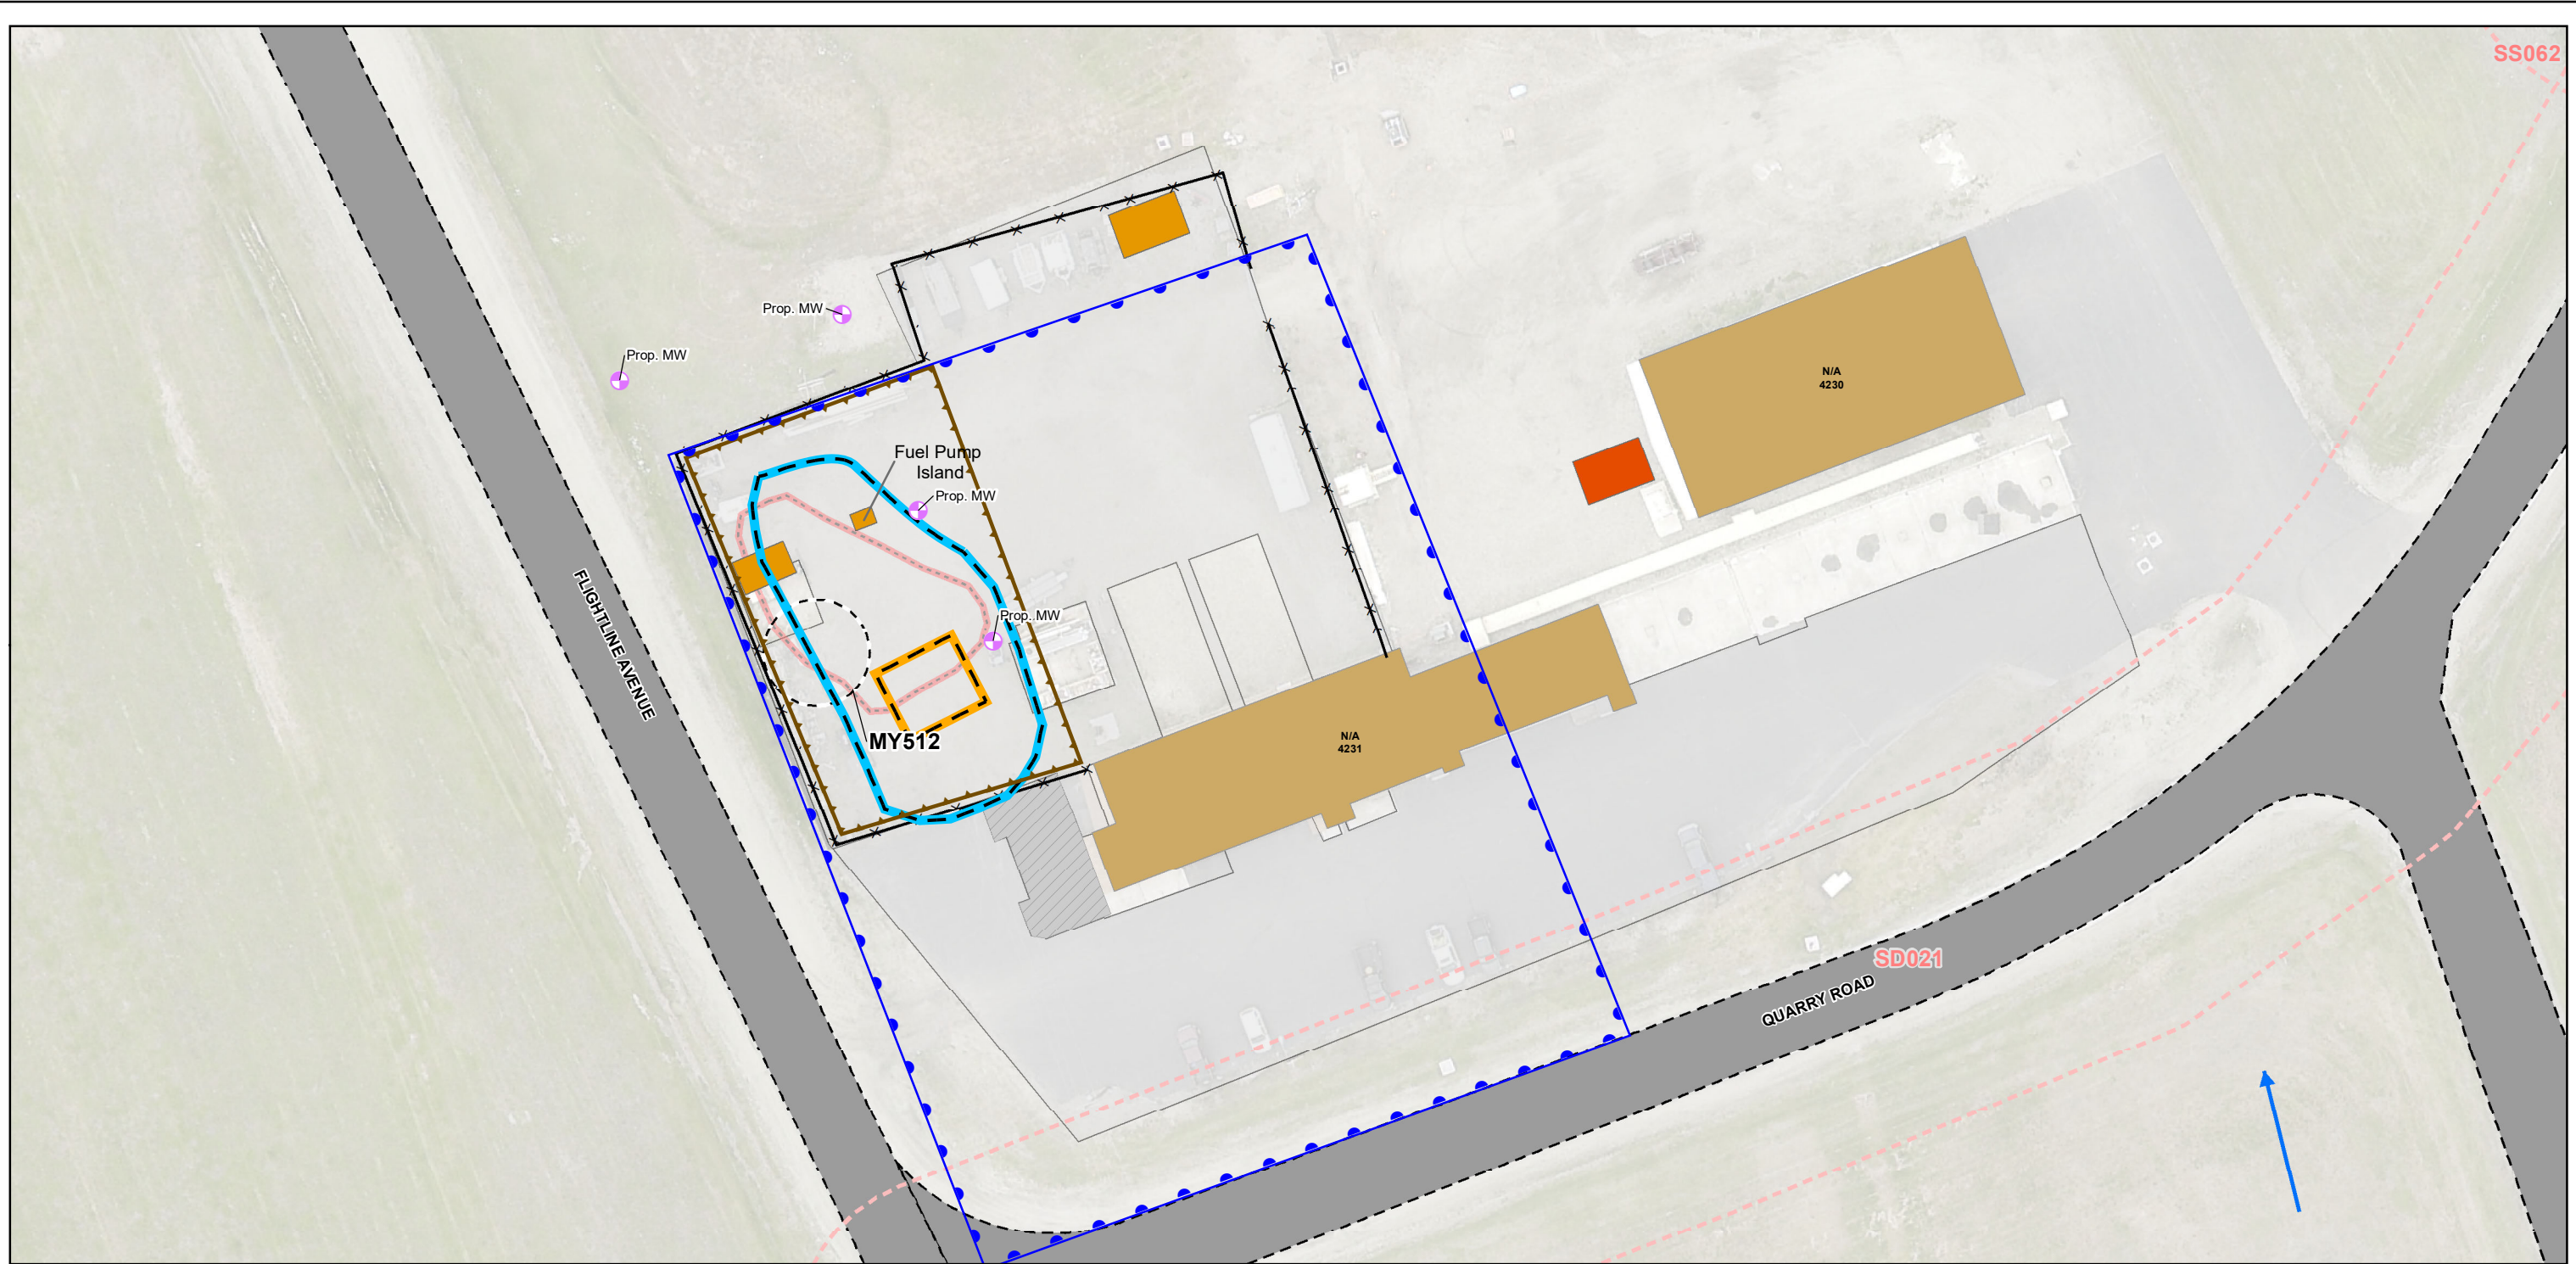 SS062
Prop. MW
Prop. MW
N/A
4230
Fuel Pump
Island
Prop. MW
Prop. MW
FLIGHTLINE AVENUE
MY512
N/A
4231
SD021
QUARRY ROAD